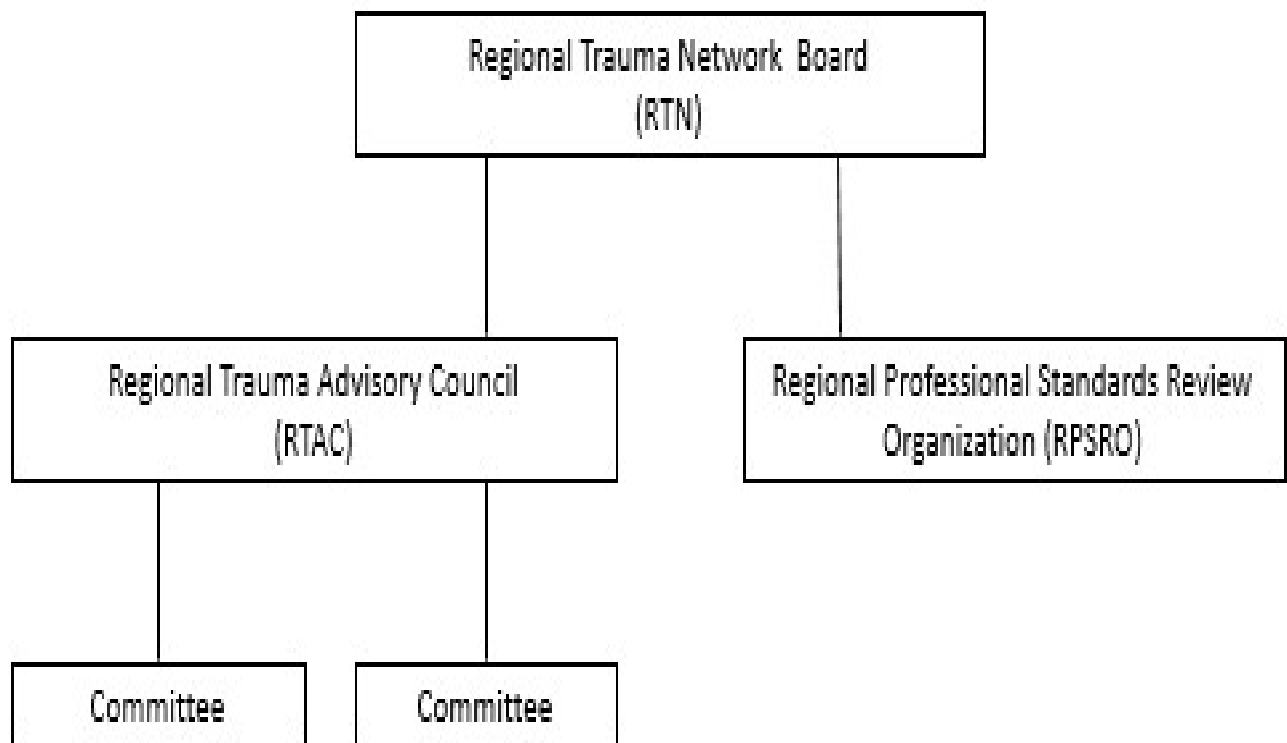 Regional Trauma Network Board
(RTN)
Regional Trauma Advisory Council
(RTAC)
Regional Professional Standards Review
Organization (RPSRO)
Committee
Committee